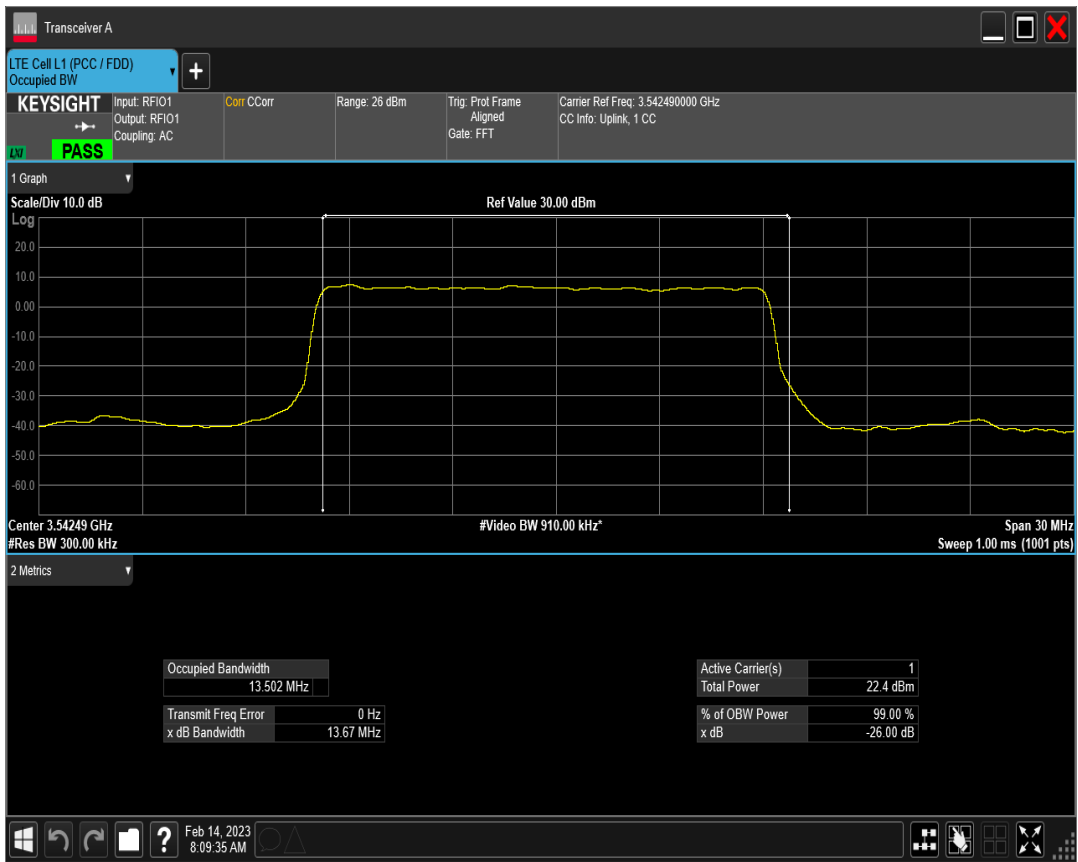 Transceiver A
LTE Cell L1 (PCC / FDD)
Occupied BW
+
KEYSIGHT
LXI
PASS
Input: RFIO1
Output: RFIO1
Coupling: AC
Corr CCorr
Range: 26 dBm
Trig: Prot Frame
Aligned
Gate: FFT
Carrier Ref Freq: 3.542490000 GHz
CC Info: Uplink, 1 CC
1 Graph
Scale/Div 10.0 dB
Ref Value 30.00 dBm
Log
20.0
10.0
0.00
-10.0
-20.0
-30.0
-40.0
-50.0
-60.0
Center 3.54249 GHz
#Video BW 910.00 kHz*
Span 30 MHz
#Res BW 300.00 kHz
Sweep 1.00 ms (1001 pts)
2 Metrics
Occupied Bandwidth
13.502 MHz
Transmit Freq Error 0 Hz
x dB Bandwidth 13.67 MHz
Active Carrier(s) 1
Total Power 22.4 dBm
% of OBW Power 99.00 %
x dB -26.00 dB
?
Feb 14, 2023
8:09:35 AM